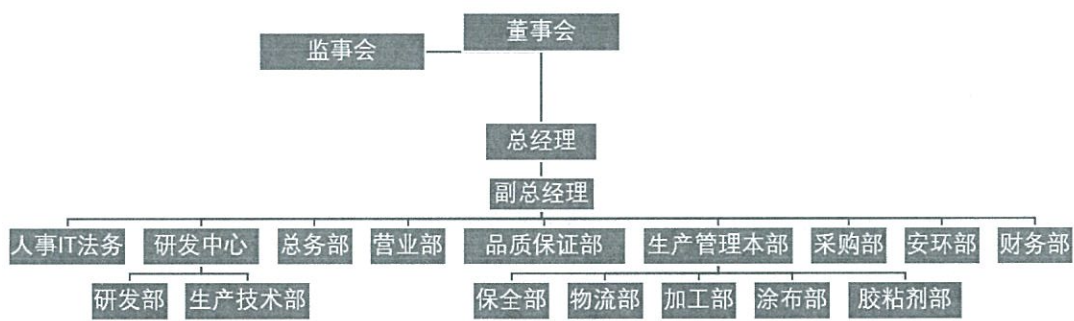 董事会
监事会
总经理
副总经理
人事IT法务 研发中心 总务部 营业部 品质保证部 生产管理本部 采购部 安环部 财务部
研发部 生产技术部 保全部 物流部 加工部 涂布部 胶粘剂部